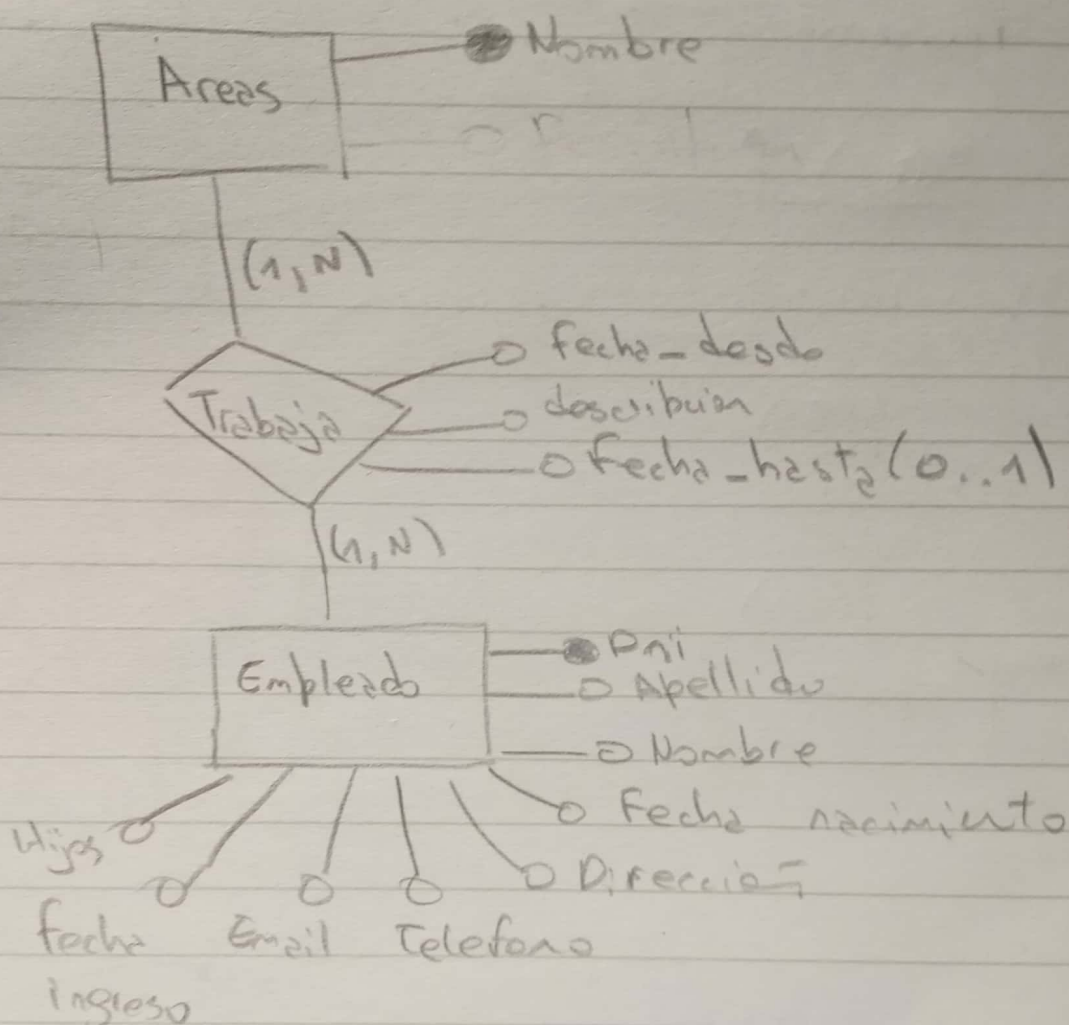 Areas
Nombre
(1,N)
Trabaja
fecha_desde
describuion
fecha_hasta (0..1)
(1,N)
Empleado
Dni
Apellido
Nombre
Fecha nacimiento
Dirección
Telefono
Email
Fecha
ingreso
Hijos